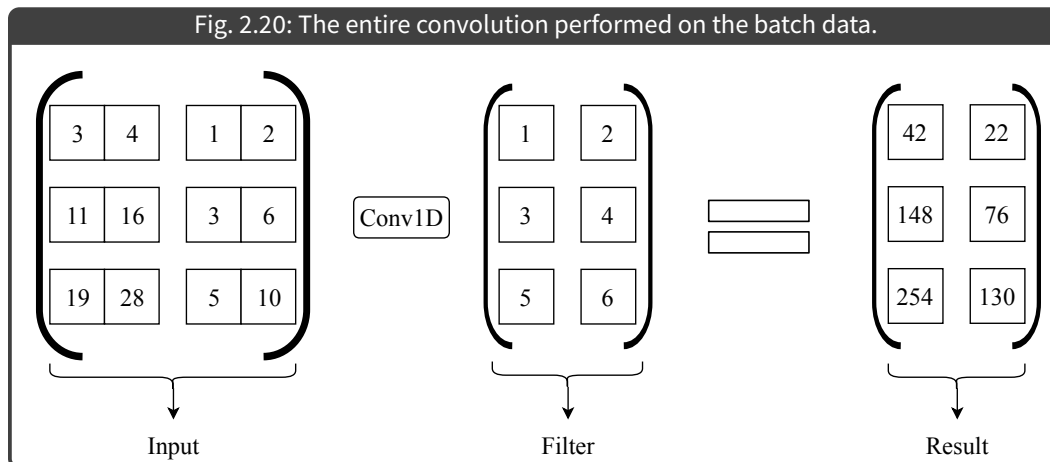 Fig. 2.20: The entire convolution performed on the batch data.
3 4 1 2 1 2 42 22
11 16 3 6 Conv1D 3 4 148 76
19 28 5 10 5 6 254 130
Input Filter Result